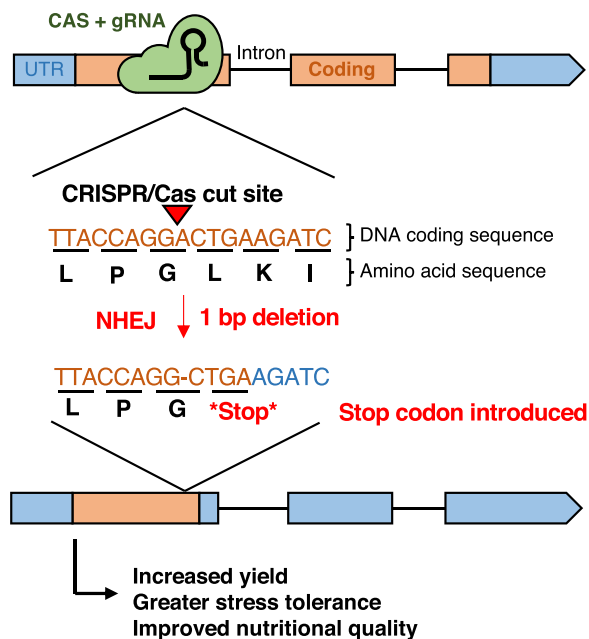 CAS + gRNA
UTR
Intron
Coding
CRISPR/Cas cut site
TTACCAGGACTGAAGATC
DNA coding sequence
L P G L K I
Amino acid sequence
NHEJ
1 bp deletion
TTACCAGG-CTGAAGATC
L P G *Stop*
Stop codon introduced
Increased yield
Greater stress tolerance
Improved nutritional quality